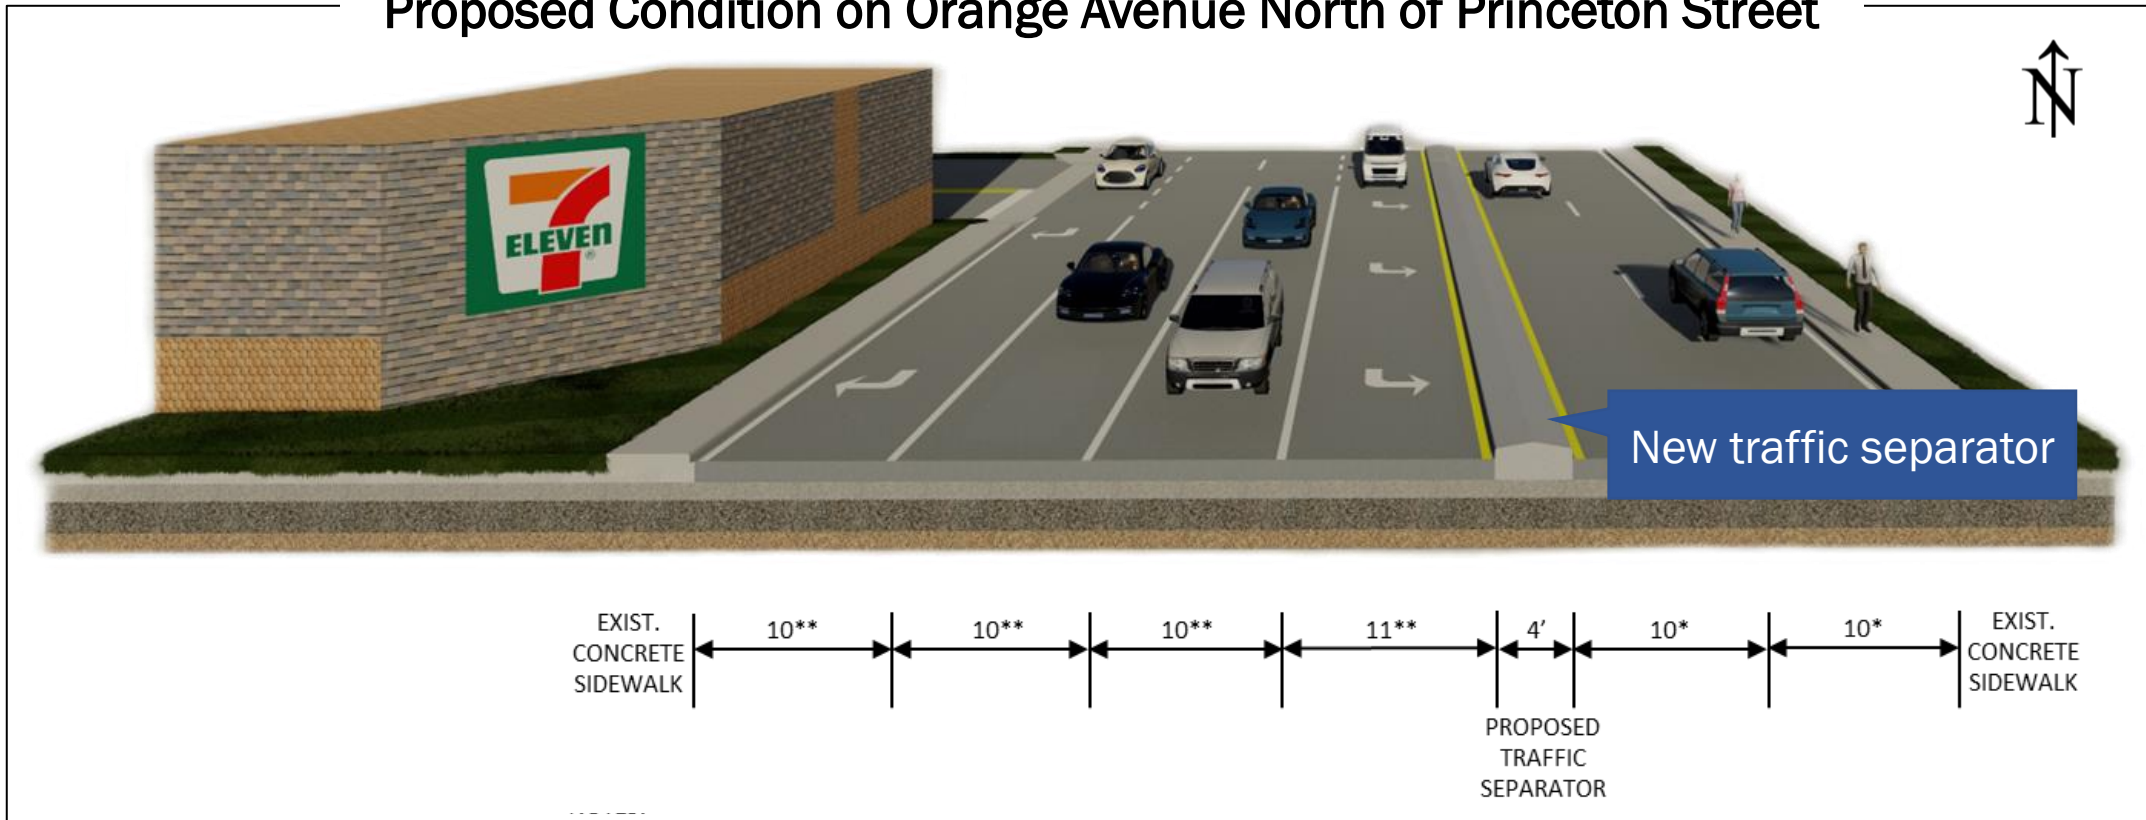 Proposed Condition on Orange Avenue North of Princeton Street
N
7
ELEVEN
®
New traffic separator
EXIST.
CONCRETE
SIDEWALK
10**
10**
10**
11**
4’
10*
10*
EXIST.
CONCRETE
SIDEWALK
PROPOSED
TRAFFIC
SEPARATOR